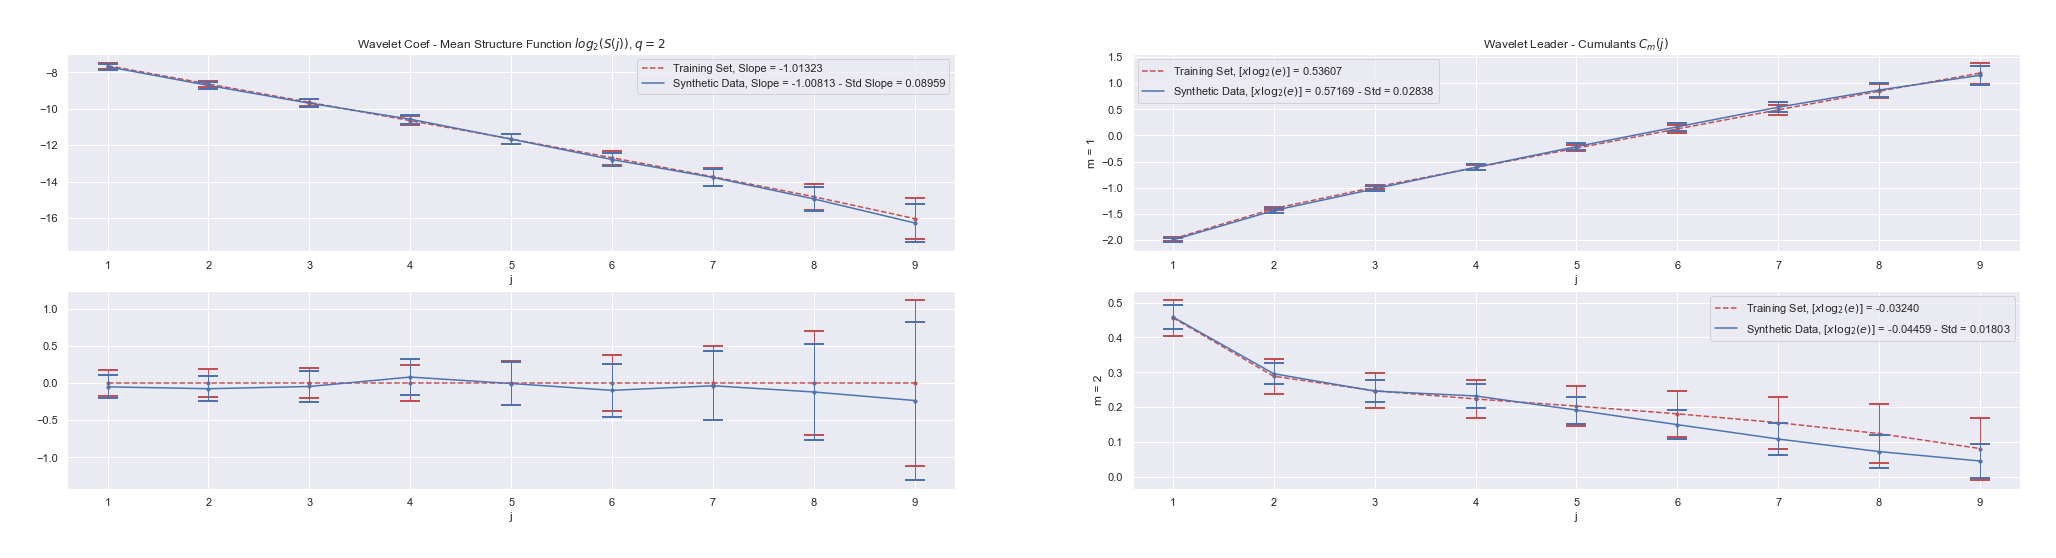 Wavelet Coef - Mean Structure Function log₂(S(j)), q = 2
Training Set, Slope = -1.01323
Synthetic Data, Slope = -1.00813 - Std Slope = 0.08959
−8
−10
−12
−14
−16
1 2 3 4 5 6 7 8 9
j
1.0
0.5
0.0
−0.5
−1.0
1 2 3 4 5 6 7 8 9
j
Wavelet Leader - Cumulants Cₘ(j)
Training Set, [xlog₂(e)] = 0.53607
Synthetic Data, [xlog₂(e)] = 0.57169 - Std = 0.02838
m = 1
1.5
1.0
0.5
0.0
−0.5
−1.0
−1.5
−2.0
1 2 3 4 5 6 7 8 9
j
Training Set, [xlog₂(e)] = -0.03240
Synthetic Data, [xlog₂(e)] = -0.04459 - Std = 0.01803
m = 2
0.5
0.4
0.3
0.2
0.1
0.0
1 2 3 4 5 6 7 8 9
j